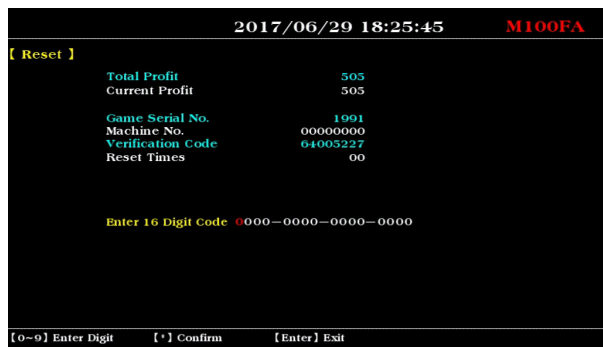 2017/06/29 18:25:45 M100FA
【 Reset 】
Total Profit 505
Current Profit 505
Game Serial No. 1991
Machine No. 00000000
Verification Code 64005227
Reset Times 00
Enter 16 Digit Code 0000-0000-0000-0000
【0~9】Enter Digit 【*】Confirm 【Enter】Exit